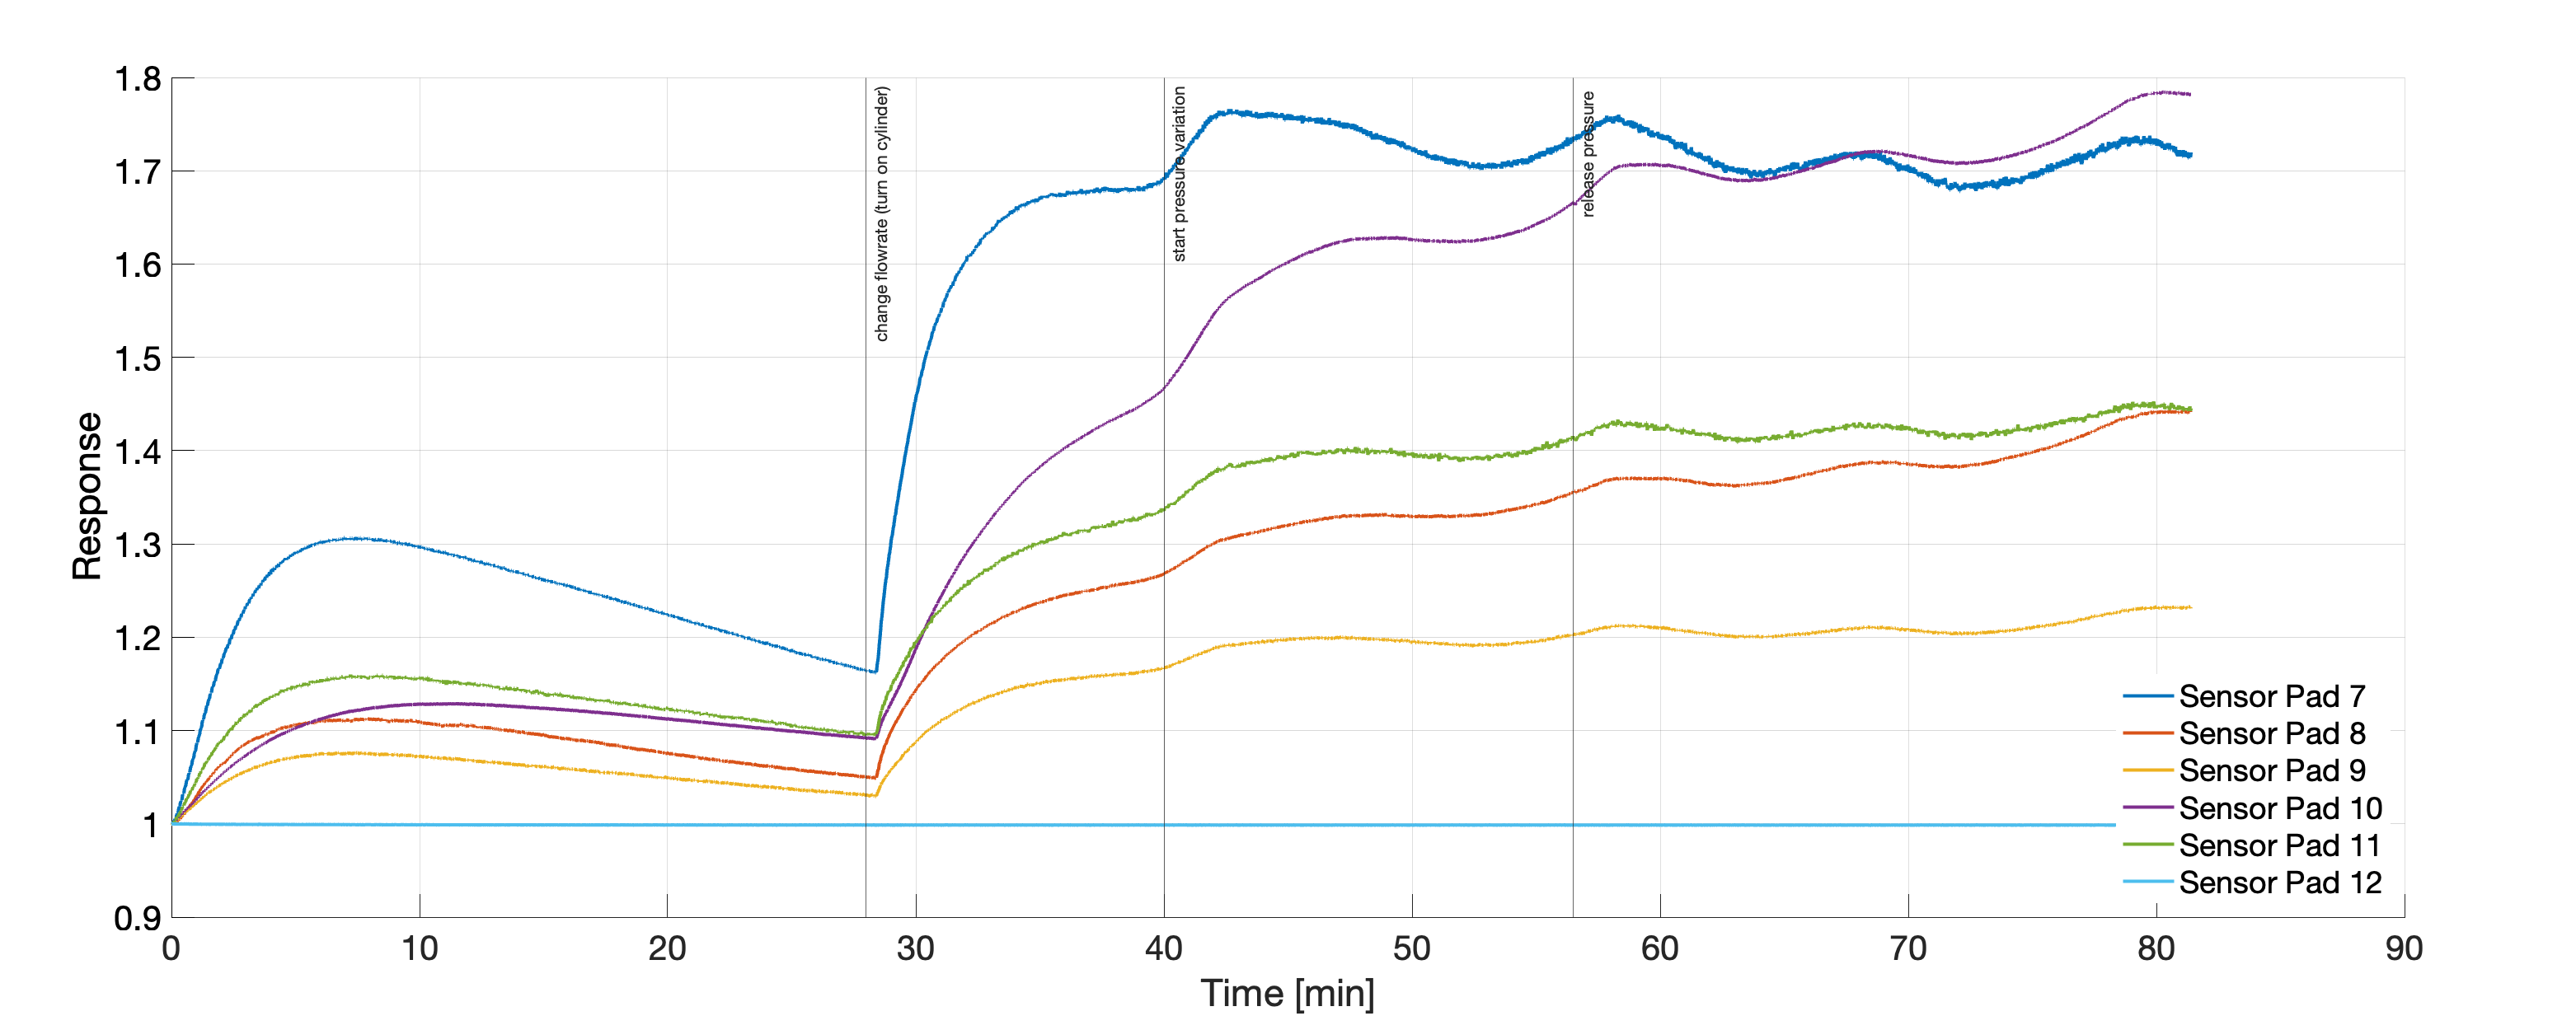 1.8
1.7
1.6
1.5
1.4
1.3
1.2
1.1
1
0.9
Response
change flowrate (turn on cylinder)
start pressure variation
release pressure
Sensor Pad 7
Sensor Pad 8
Sensor Pad 9
Sensor Pad 10
Sensor Pad 11
Sensor Pad 12
0 10 20 30 40 50 60 70 80 90
Time [min]